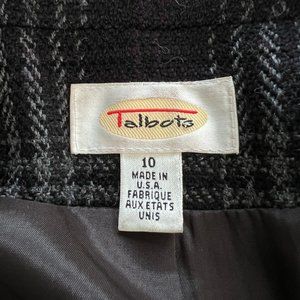 Talbots
10
MADE IN
U.S.A.
FABRIQUE
AUX ETATS
UNIS